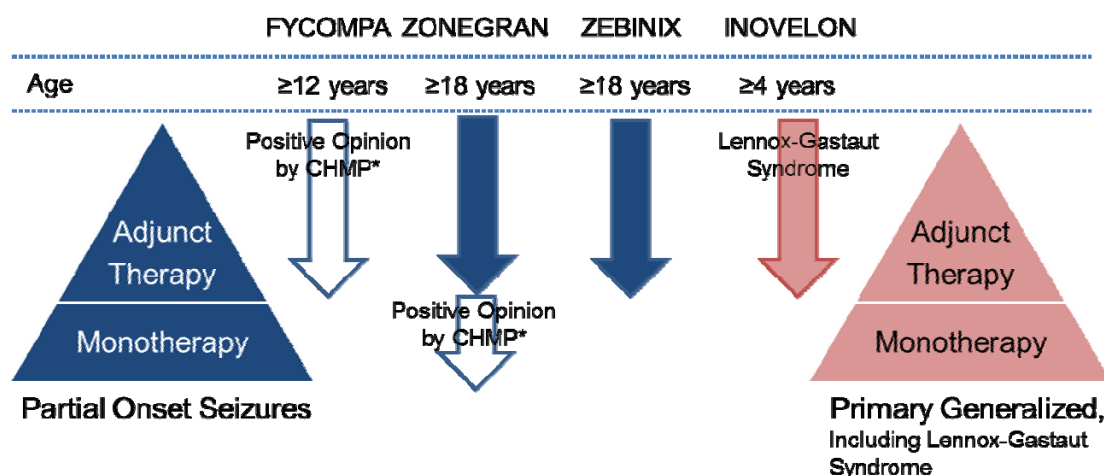 FYCOMPA ZONEGRAN ZEBINIX INOVELON
Age ≥12 years ≥18 years ≥18 years ≥4 years
Positive Opinion
by CHMP*
Lennox-Gastaut
Syndrome
Adjunct
Therapy
Monotherapy
Partial Onset Seizures
Positive Opinion
by CHMP*
Adjunct
Therapy
Monotherapy
Primary Generalized,
Including Lennox-Gastaut
Syndrome